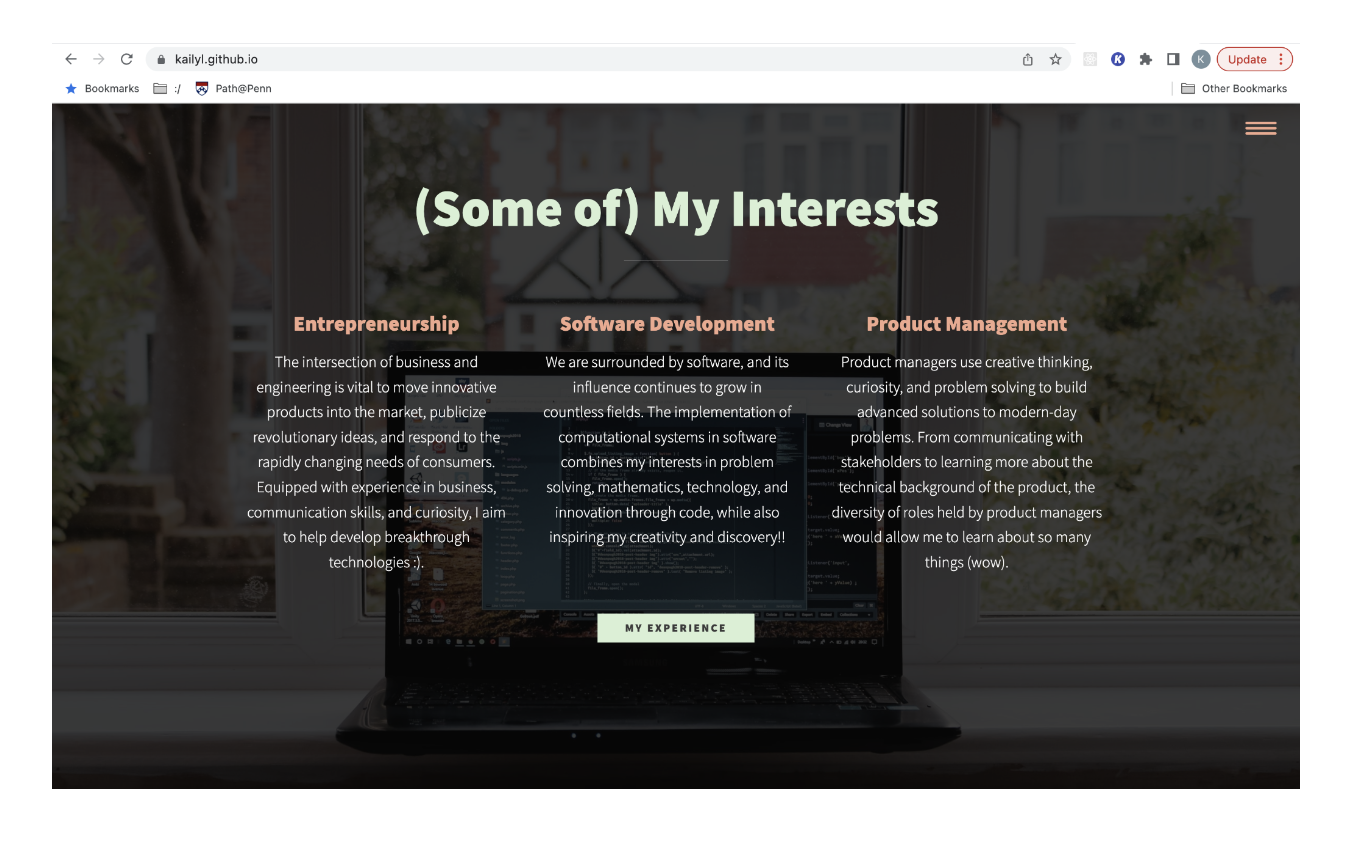 kailyl.github.io
K
K
Update
Bookmarks
:/
Path@Penn
Other Bookmarks
(Some of) My Interests
Entrepreneurship
The intersection of business and
engineering is vital to move innovative
products into the market, publicize
revolutionary ideas, and respond to the
rapidly changing needs of consumers.
Equipped with experience in business,
communication skills, and curiosity, I aim
to help develop breakthrough
technologies :).
Software Development
We are surrounded by software, and its
influence continues to grow in
countless fields. The implementation of
computational systems in software
combines my interests in problem
solving, mathematics, technology, and
innovation through code, while also
inspiring my creativity and discovery!!
Product Management
Product managers use creative thinking,
curiosity, and problem solving to build
advanced solutions to modern-day
problems. From communicating with
stakeholders to learning more about the
technical background of the product, the
diversity of roles held by product managers
would allow me to learn about so many
things (wow).
MY EXPERIENCE